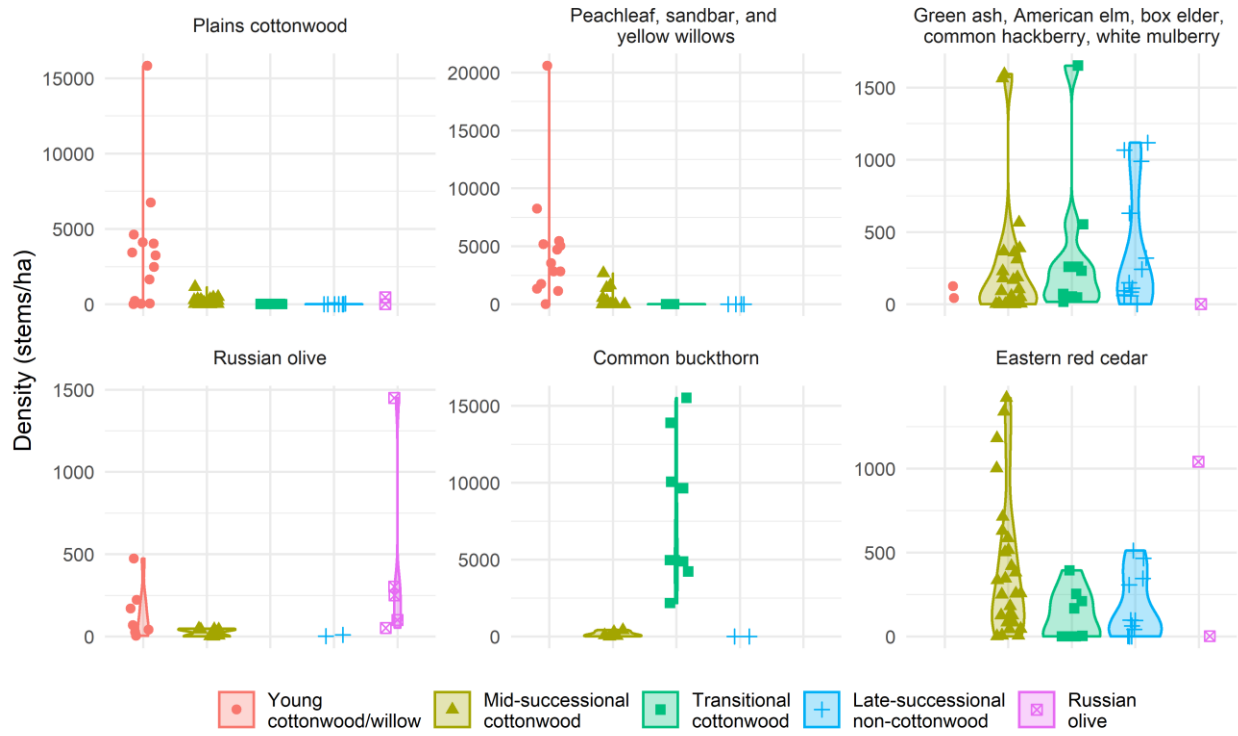 Plains cottonwood
Peachleaf, sandbar, and
yellow willows
Green ash, American elm, box elder,
common hackberry, white mulberry
15000
10000
5000
0
20000
15000
10000
5000
0
1500
1000
500
0
Density (stems/ha)
Russian olive
Common buckthorn
Eastern red cedar
1500
1000
500
0
15000
10000
5000
0
1000
500
0
Young
cottonwood/willow
Mid-successional
cottonwood
Transitional
cottonwood
Late-successional
non-cottonwood
Russian
olive